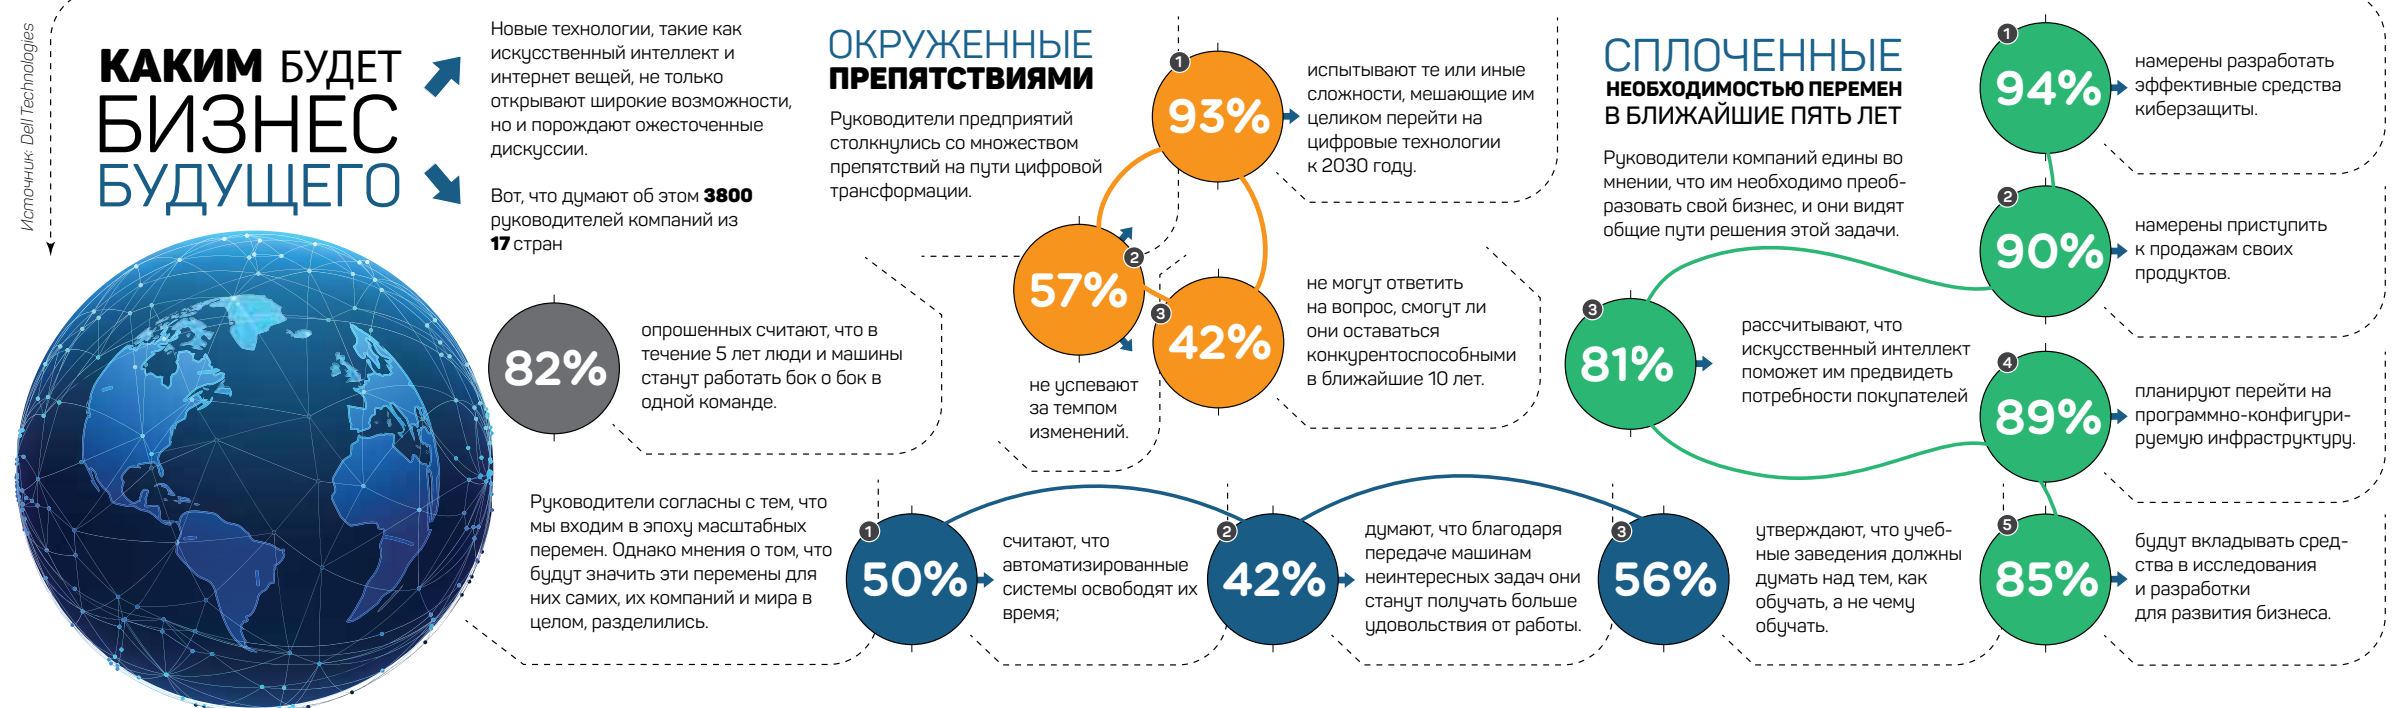 Источник: Dell Technologies
КАКИМ БУДЕТ
БИЗНЕС
БУДУЩЕГО
Новые технологии, такие как
искусственный интеллект и
интернет вещей, не только
открывают широкие возможности,
но и порождают ожесточенные
дискуссии.
Вот, что думают об этом 3800
руководителей компаний из
17 стран
82%
опрошенных считают, что в
течение 5 лет люди и машины
станут работать бок о бок в
одной команде.
ОКРУЖЕННЫЕ
ПРЕПЯТСТВИЯМИ
Руководители предприятий
столкнулись со множеством
препятствий на пути цифровой
трансформации.
1
93%
испытывают те или иные
сложности, мешающие им
целиком перейти на
цифровые технологии
к 2030 году.
2
57%
не успевают
за темпом
изменений.
3
42%
не могут ответить
на вопрос, смогут ли
они оставаться
конкурентоспособными
в ближайшие 10 лет.
Руководители согласны с тем, что
мы входим в эпоху масштабных
перемен. Однако мнения о том, что
будут значить эти перемены для
них самих, их компаний и мира в
целом, разделились.
1
50%
считают, что
автоматизированные
системы освободят их
время;
2
42%
думают, что благодаря
передаче машинам
неинтересных задач они
станут получать больше
удовольствия от работы.
3
56%
утверждают, что учеб-
ные заведения должны
думать над тем, как
обучать, а не чему
обучать.
СПЛОЧЕННЫЕ
НЕОБХОДИМОСТЬЮ ПЕРЕМЕН
В БЛИЖАЙШИЕ ПЯТЬ ЛЕТ
Руководители компаний едины во
мнении, что им необходимо преоб-
разовать свой бизнес, и они видят
общие пути решения этой задачи.
1
94%
намерены разработать
эффективные средства
киберзащиты.
2
90%
намерены приступить
к продажам своих
продуктов.
3
81%
рассчитывают, что
искусственный интеллект
поможет им предвидеть
потребности покупателей
4
89%
планируют перейти на
программно-конфигури-
руемую инфраструктуру.
5
85%
будут вкладывать сред-
ства в исследования
и разработки
для развития бизнеса.